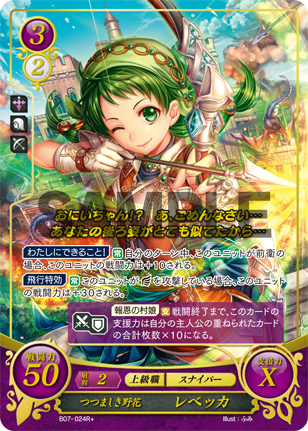 3
2
SAMPLE
おにいちゃん!? あ、ごめんなさい…
あなたの後ろ姿がとても似てたから…
わたしにできること! 常 自分のターン中、このユニットが前衛の
場合、このユニットの戦闘力は+10される。
飛行特効 常 このユニットが を攻撃している場合、このユニット
の戦闘力は+30される。
報恩の村娘 支 戦闘終了まで、このカードの
支援力は自分の主人公の重ねられたカード
の合計枚数×10になる。
戦闘力
50
射程 2 上級職 スナイパー
支援力
X
つつましき野花 レベッカ
B07-024R+ Illust:ふみ